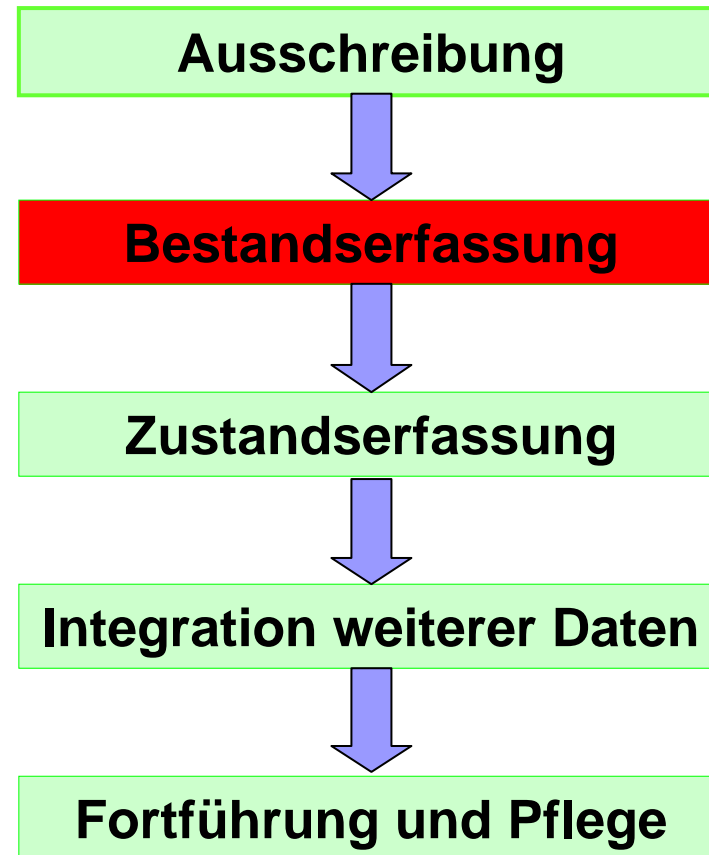 Ausschreibung
Bestandserfassung
Zustandserfassung
Integration weiterer Daten
Fortführung und Pflege